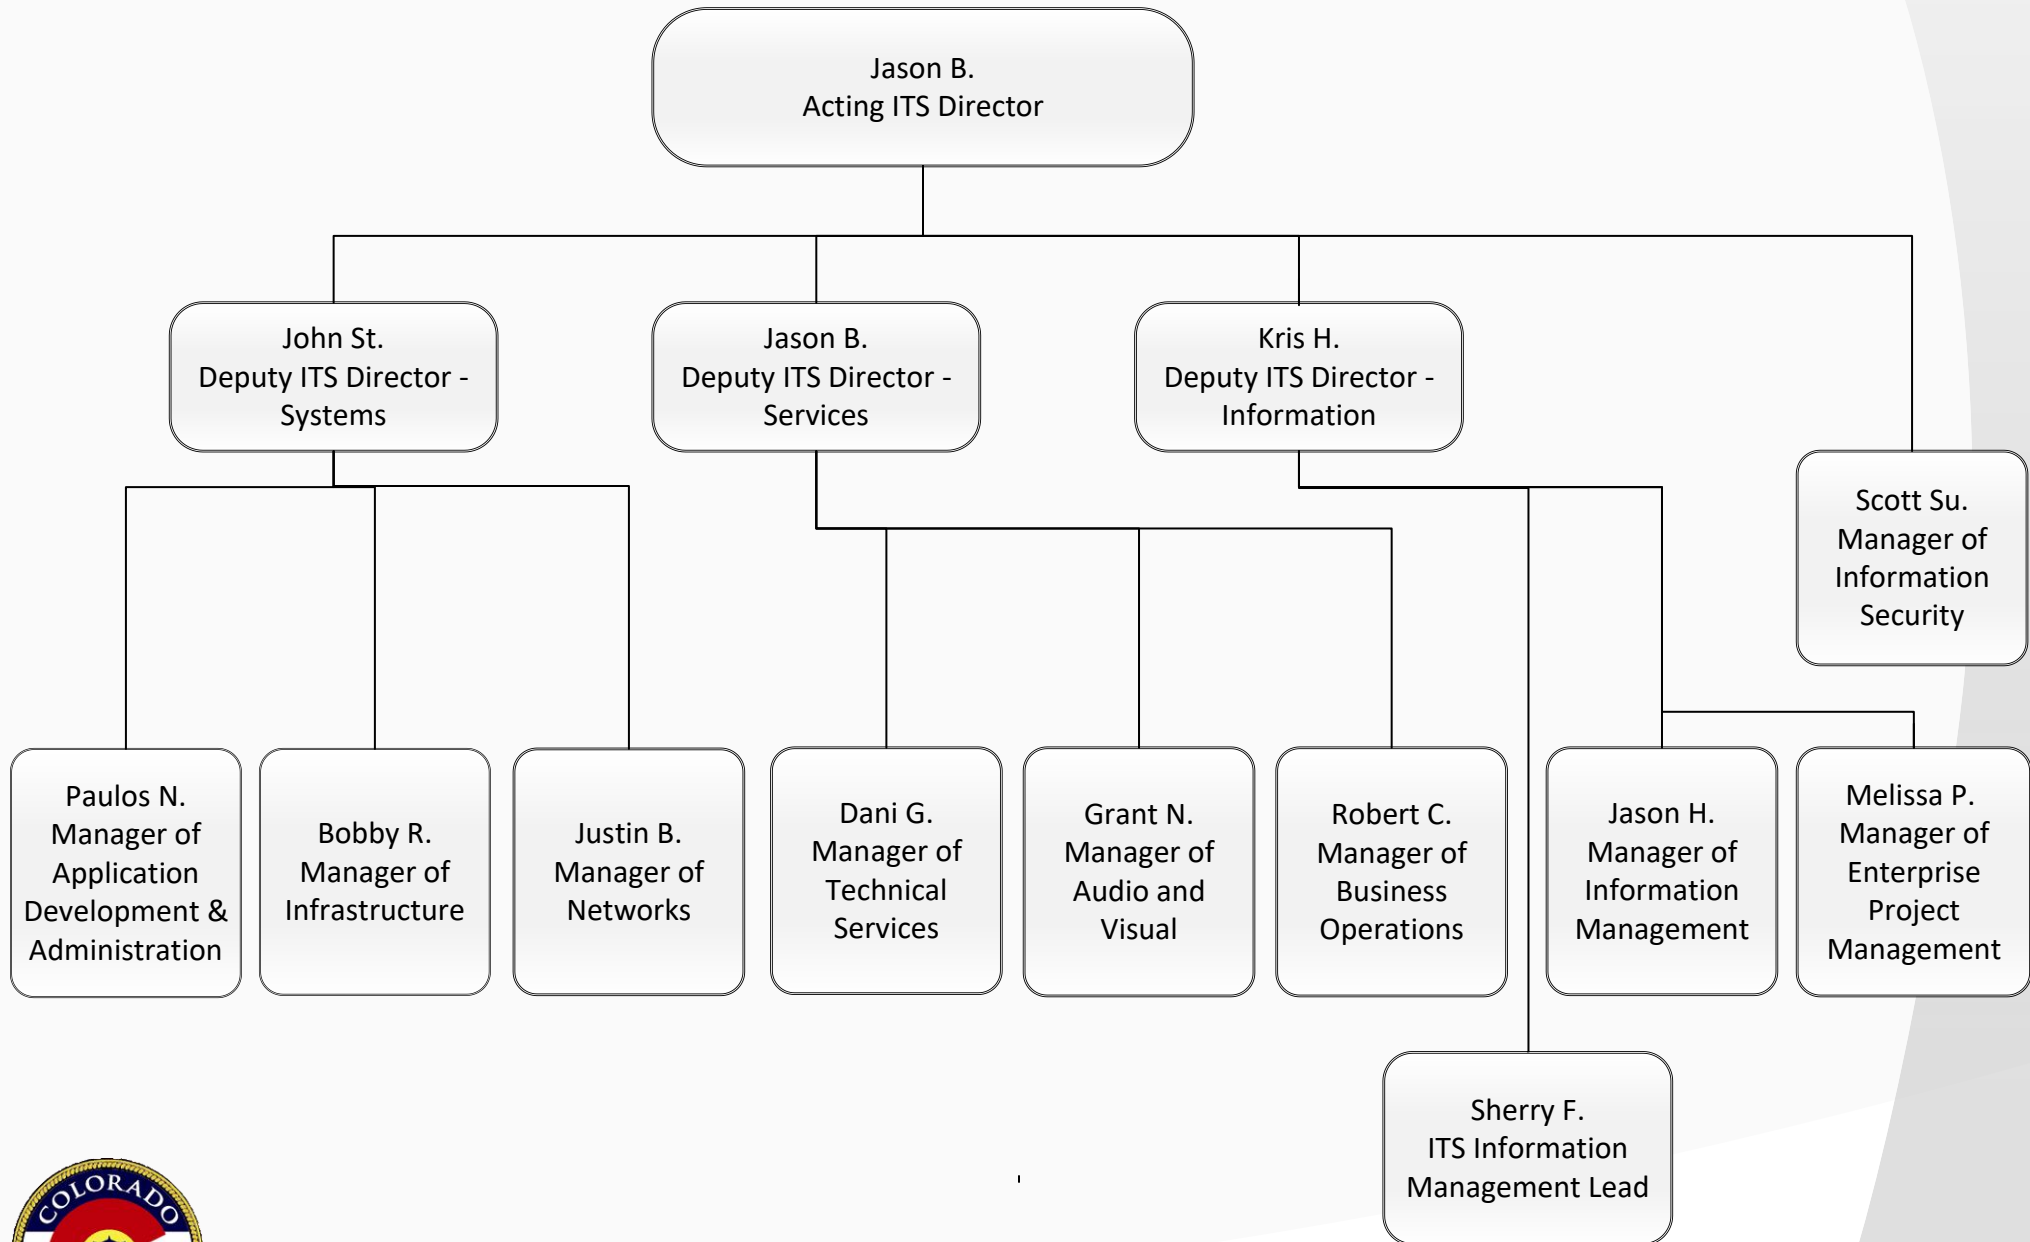 Jason B.
Acting ITS Director
John St.
Deputy ITS Director -
Systems
Jason B.
Deputy ITS Director -
Services
Kris H.
Deputy ITS Director -
Information
Scott Su.
Manager of
Information
Security
Paulos N.
Manager of
Application
Development &
Administration
Bobby R.
Manager of
Infrastructure
Justin B.
Manager of
Networks
Dani G.
Manager of
Technical
Services
Grant N.
Manager of
Audio and
Visual
Robert C.
Manager of
Business
Operations
Jason H.
Manager of
Information
Management
Melissa P.
Manager of
Enterprise
Project
Management
Sherry F.
ITS Information
Management Lead
COLORADO